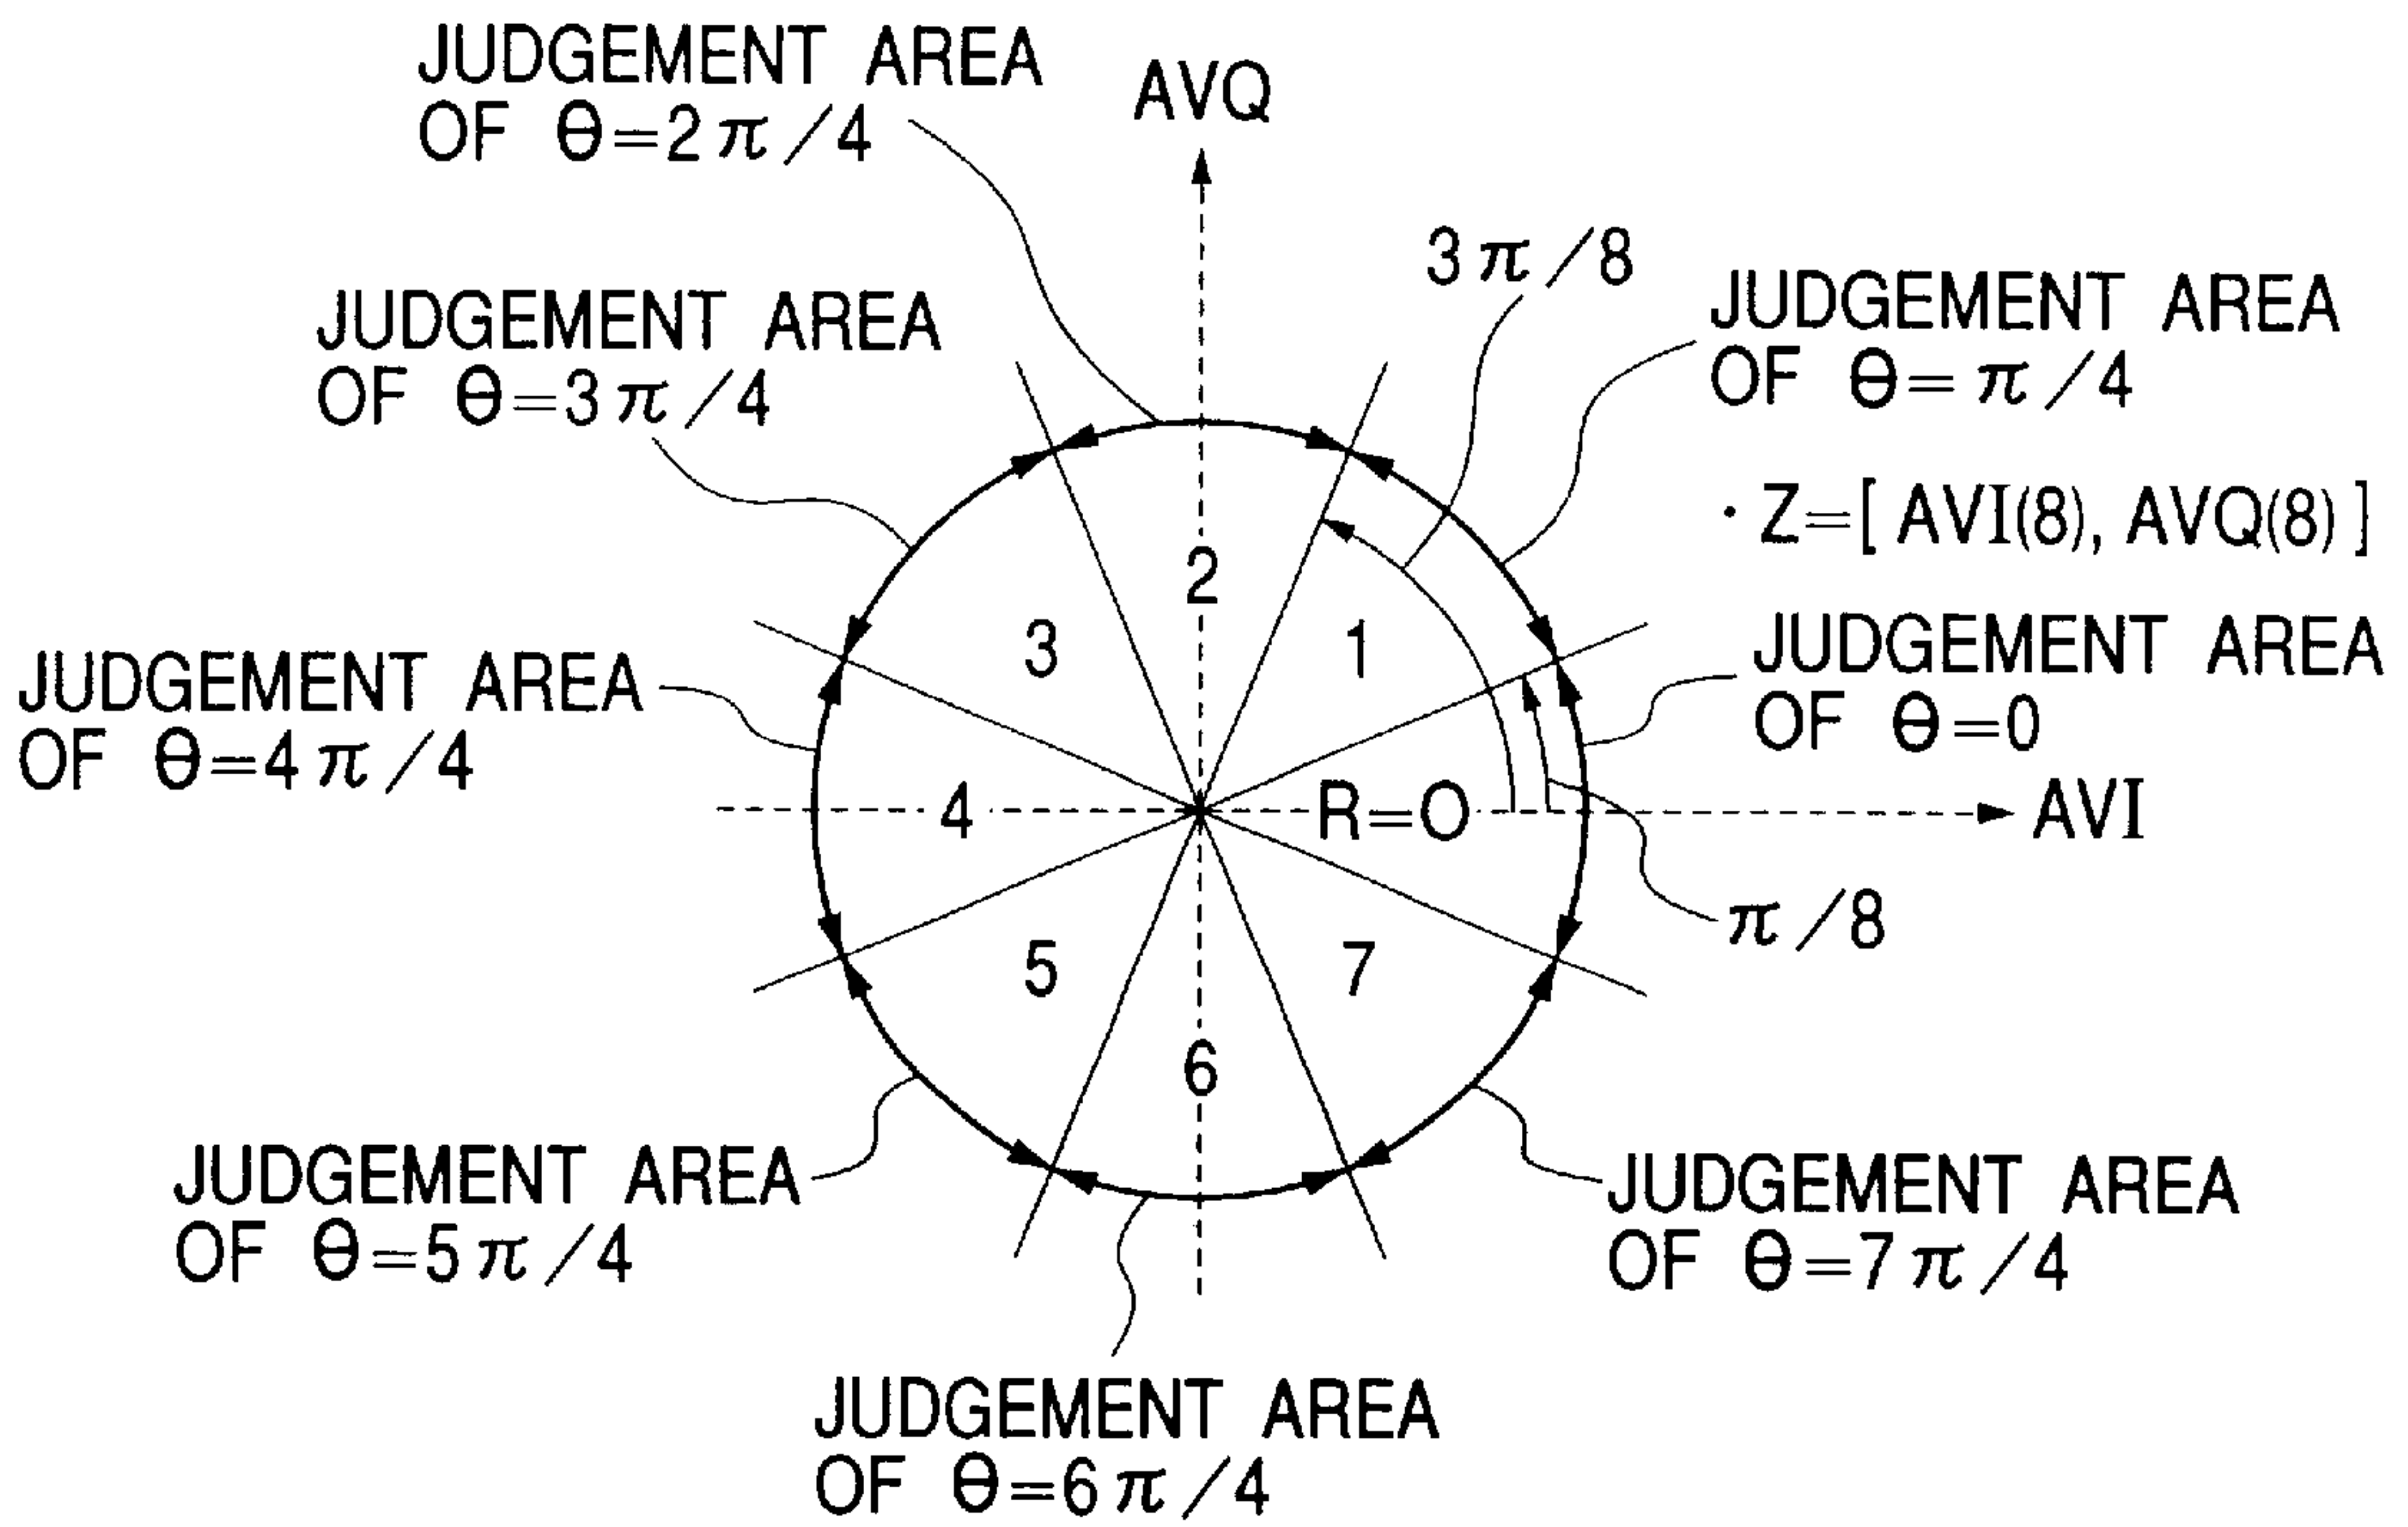 JUDGEMENT AREA
OF θ=2π/4
AVQ
3π/8
JUDGEMENT AREA
OF θ=π/4
JUDGEMENT AREA
OF θ=3π/4
· Z=[ AVI(8), AVQ(8) ]
2
3
1
JUDGEMENT AREA
OF θ=0
JUDGEMENT AREA
OF θ=4π/4
4
R=0
AVI
π/8
5
7
6
JUDGEMENT AREA
OF θ=5π/4
JUDGEMENT AREA
OF θ=7π/4
JUDGEMENT AREA
OF θ=6π/4